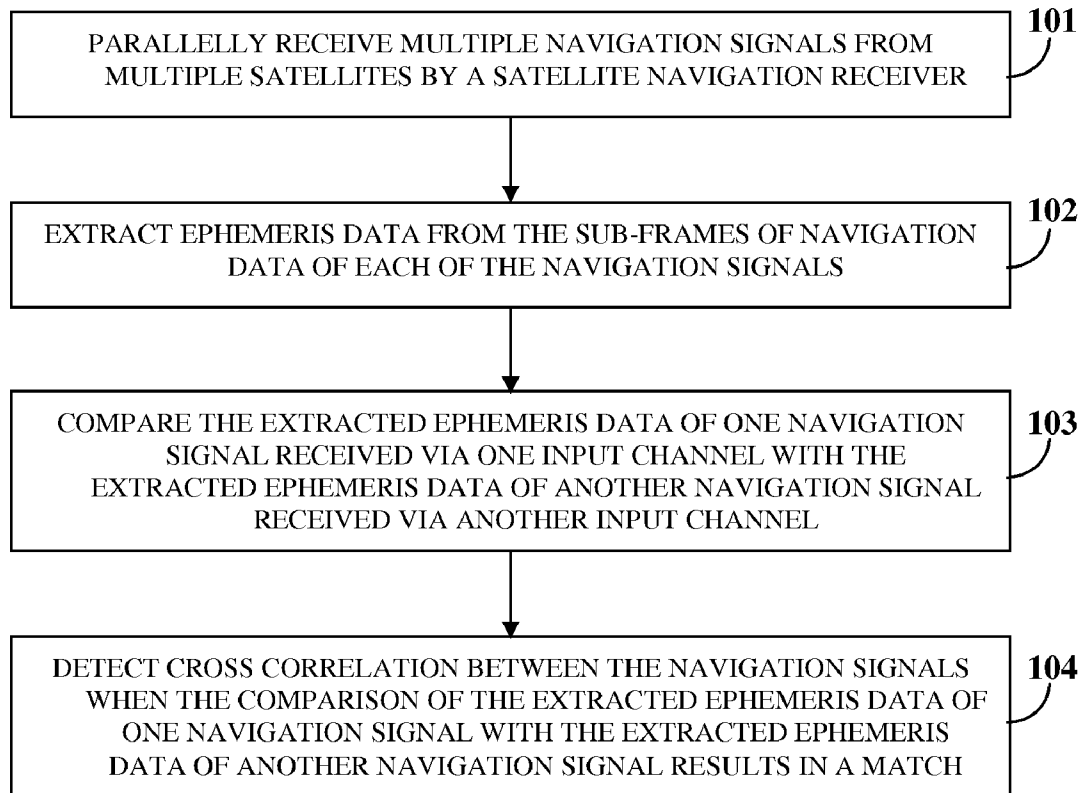 101
PARALLELY RECEIVE MULTIPLE NAVIGATION SIGNALS FROM
MULTIPLE SATELLITES BY A SATELLITE NAVIGATION RECEIVER
102
EXTRACT EPHEMERIS DATA FROM THE SUB-FRAMES OF NAVIGATION
DATA OF EACH OF THE NAVIGATION SIGNALS
103
COMPARE THE EXTRACTED EPHEMERIS DATA OF ONE NAVIGATION
SIGNAL RECEIVED VIA ONE INPUT CHANNEL WITH THE
EXTRACTED EPHEMERIS DATA OF ANOTHER NAVIGATION SIGNAL
RECEIVED VIA ANOTHER INPUT CHANNEL
104
DETECT CROSS CORRELATION BETWEEN THE NAVIGATION SIGNALS
WHEN THE COMPARISON OF THE EXTRACTED EPHEMERIS DATA OF
ONE NAVIGATION SIGNAL WITH THE EXTRACTED EPHEMERIS
DATA OF ANOTHER NAVIGATION SIGNAL RESULTS IN A MATCH